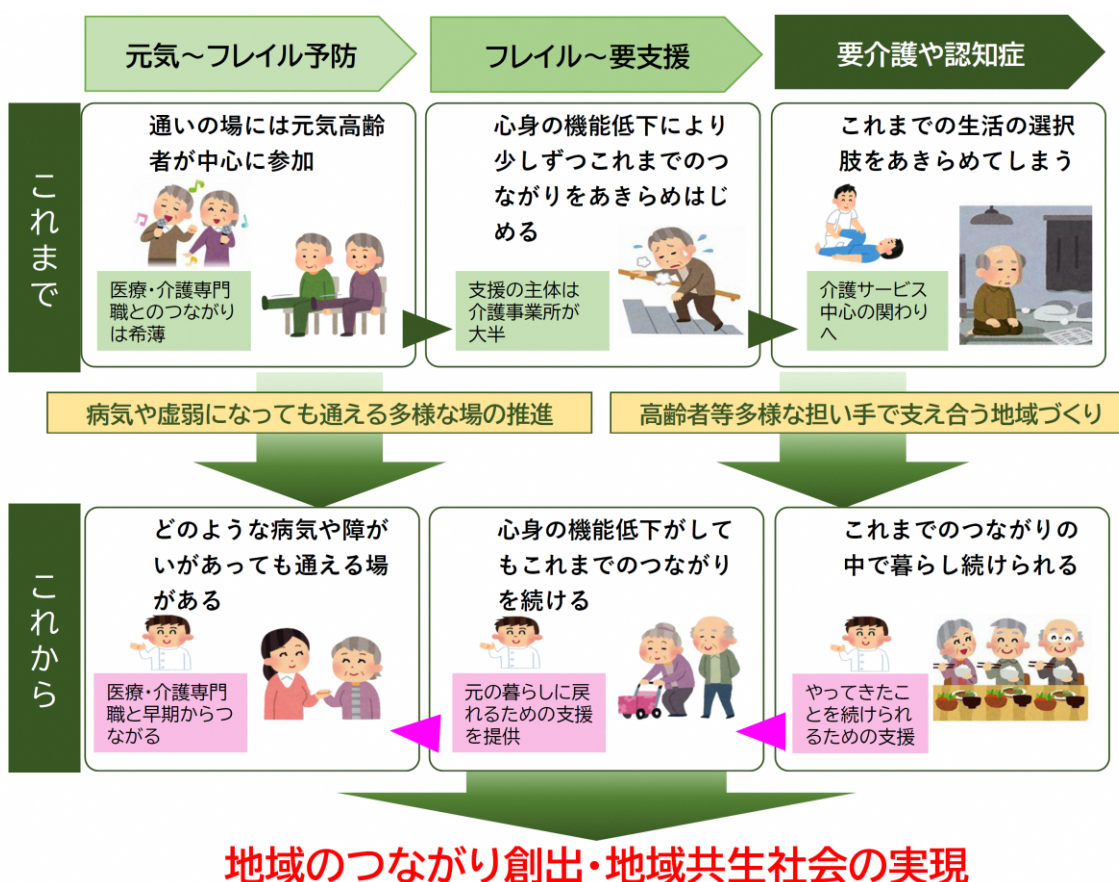 元気～フレイル予防
フレイル～要支援
要介護や認知症
これまで
通いの場には元気高齢
者が中心に参加
医療・介護専門
職とのつながり
は希薄
心身の機能低下により
少しずつこれまでのつ
ながりをあきらめはじ
める
支援の主体は
介護事業所が
大半
これまでの生活の選択
肢をあきらめてしまう
介護サービス
中心の関わり
へ
病気や虚弱になっても通える多様な場の推進
高齢者等多様な担い手で支え合う地域づくり
これから
どのような病気や障が
いがあっても通える場
がある
医療・介護専門
職と早期からつ
ながる
心身の機能低下がして
もこれまでのつながり
を続ける
元の暮らしに戻
れるための支援
を提供
これまでのつながりの
中で暮らし続けられる
やってきたこ
とを続けられ
るための支援
地域のつながり創出・地域共生社会の実現